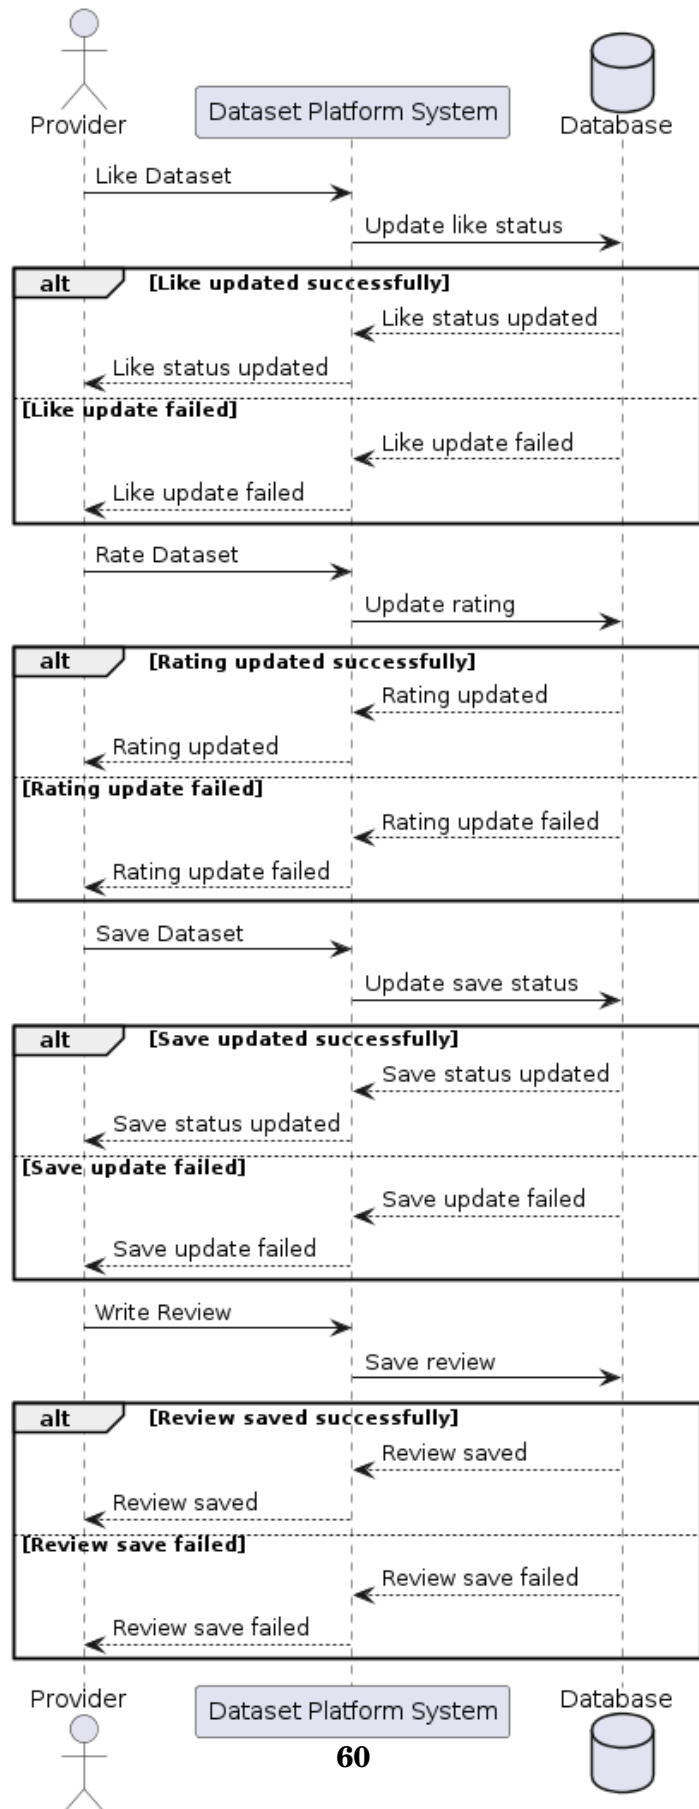 Provider
Dataset Platform System
Database
Like Dataset
Update like status
alt [Like updated successfully]
Like status updated
Like status updated
[Like update failed]
Like update failed
Like update failed
Rate Dataset
Update rating
alt [Rating updated successfully]
Rating updated
Rating updated
[Rating update failed]
Rating update failed
Rating update failed
Save Dataset
Update save status
alt [Save updated successfully]
Save status updated
Save status updated
[Save update failed]
Save update failed
Save update failed
Write Review
Save review
alt [Review saved successfully]
Review saved
Review saved
[Review save failed]
Review save failed
Review save failed
Provider
Dataset Platform System
Database
60